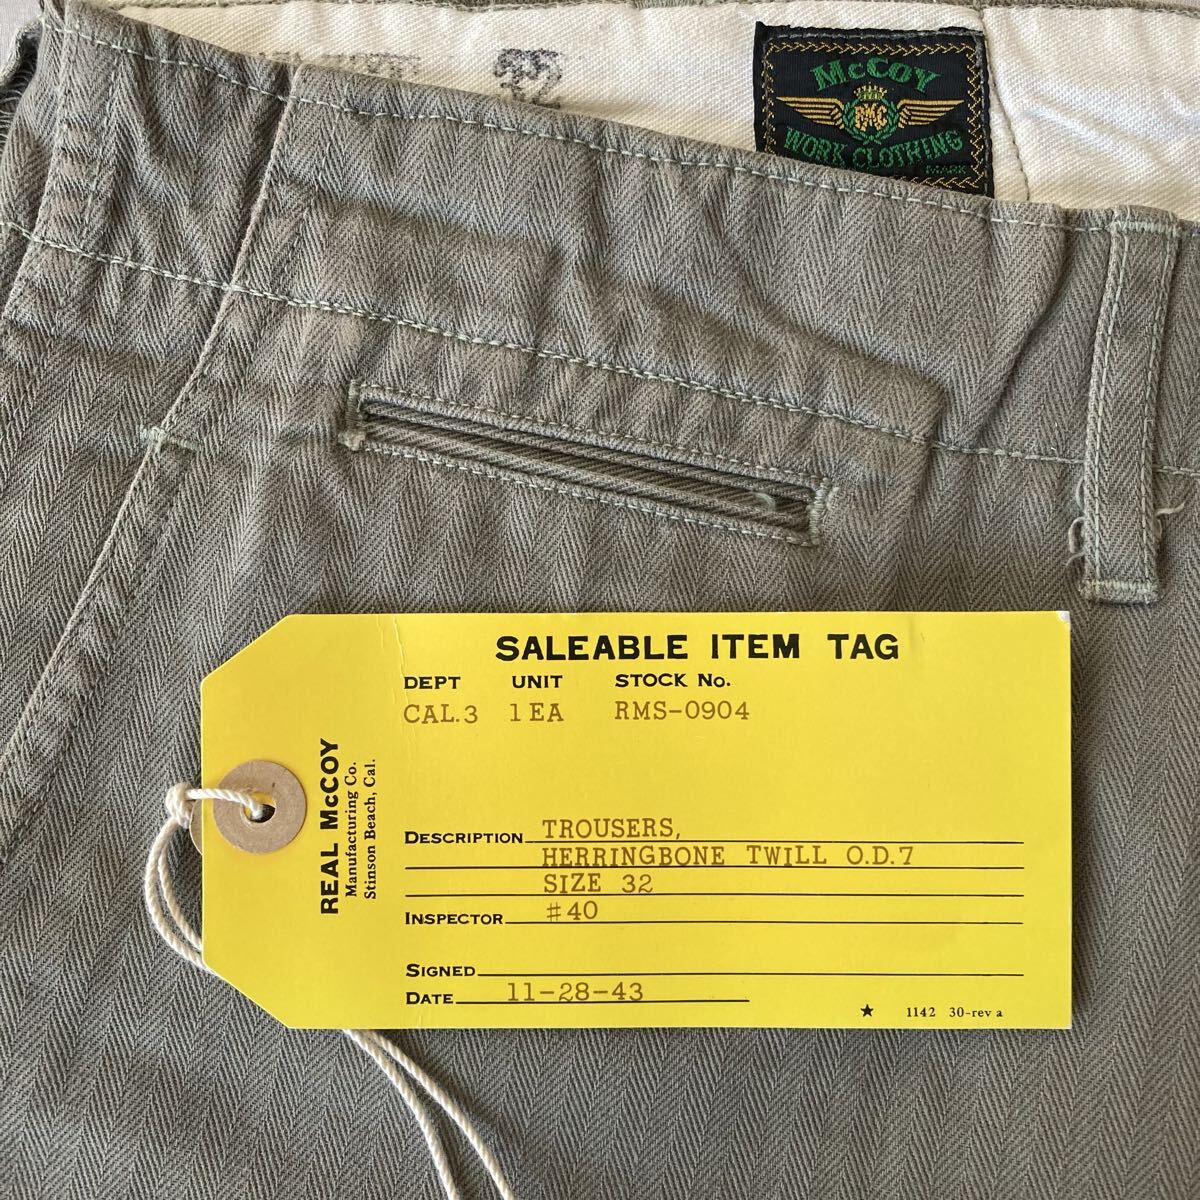 McCOY
RMC
WORK CLOTHING
MARK
SALEABLE ITEM TAG
DEPT UNIT STOCK No.
CAL.3 1EA RMS-0904
REAL McCOY
Manufacturing Co.
Stinson Beach, Cal.
DESCRIPTION TROUSERS,
HERRINGBONE TWILL O.D.7
SIZE 32
INSPECTOR #40
SIGNED
DATE 11-28-43
★ 1142 30-rev a